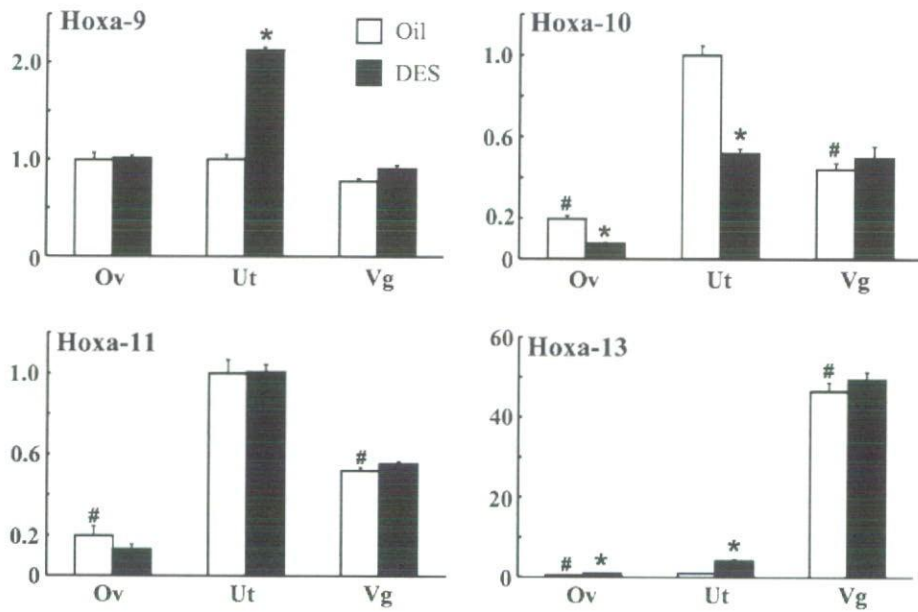 Hoxa-9
Oil
DES
2.0
1.0
0
*
Ov Ut Vg
Hoxa-10
1.0
0.6
0.2
0
# * * #
Ov Ut Vg
Hoxa-11
1.0
0.6
0.2
0
# #
Ov Ut Vg
Hoxa-13
60
40
20
0
# * * #
Ov Ut Vg